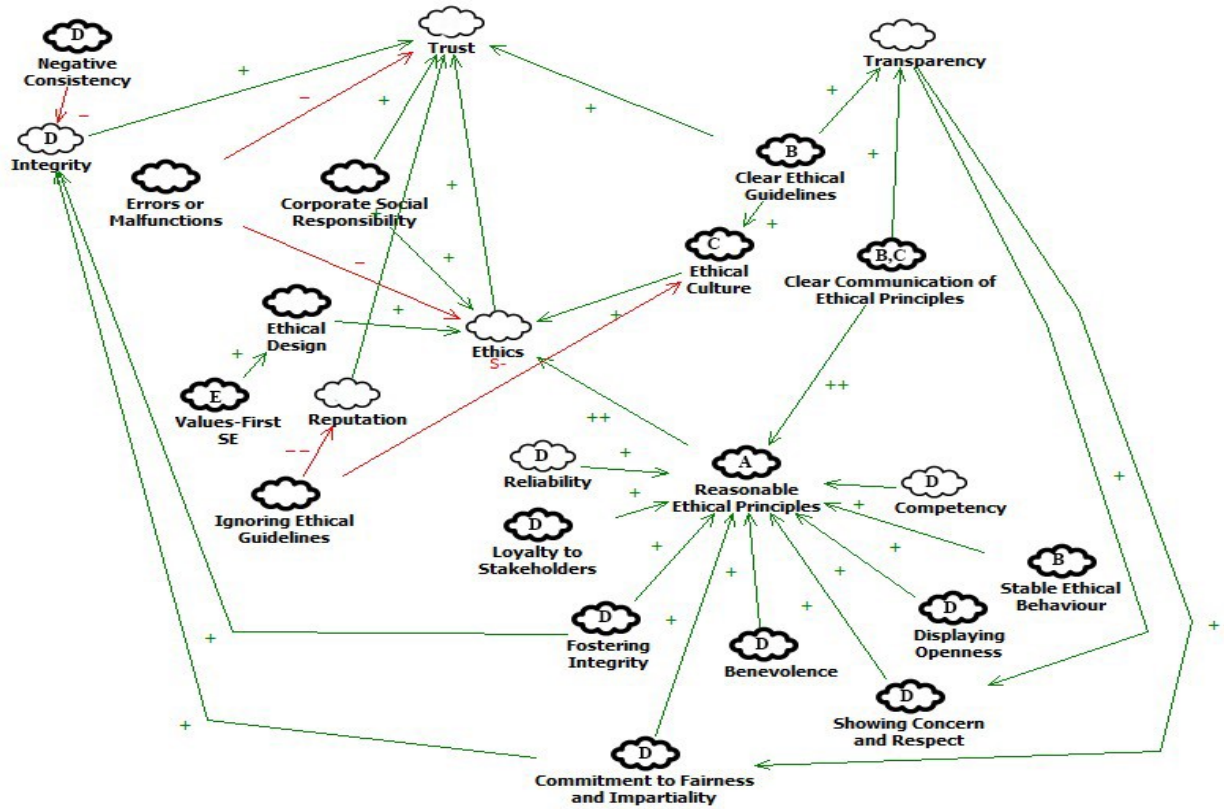 D
Negative
Consistency
Trust
Transparency
+
−
−
+
+
+
D
Integrity
Errors or
Malfunctions
Corporate Social
Responsibility
B
Clear Ethical
Guidelines
+
+
+
+
−
C
Ethical
Culture
B,C
Clear Communication of
Ethical Principles
Ethical
Design
+
Ethics
S-
+
+
E
Values-First
SE
Reputation
--
++
++
Ignoring Ethical
Guidelines
D
Reliability
+
A
Reasonable
Ethical Principles
D
Competency
+
+
+
D
Loyalty to
Stakeholders
+
+
+
+
+
+
B
Stable Ethical
Behaviour
D
Fostering
Integrity
+
D
Benevolence
D
Displaying
Openness
+
+
D
Showing Concern
and Respect
+
D
Commitment to Fairness
and Impartiality